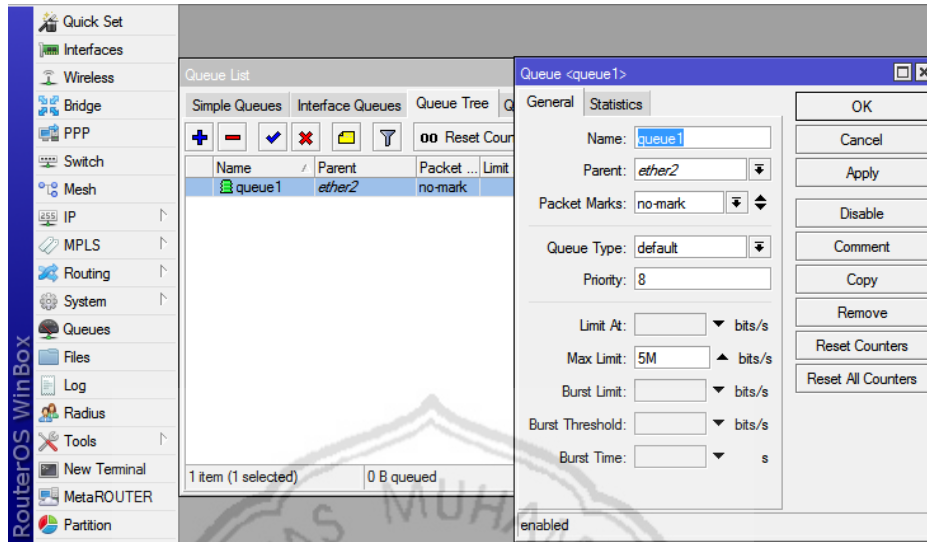 RouterOS WinBox
Quick Set
Interfaces
Wireless
Bridge
PPP
Switch
Mesh
IP
MPLS
Routing
System
Queues
Files
Log
Radius
Tools
New Terminal
MetaROUTER
Partition
Queue List
Simple Queues Interface Queues Queue Tree Q
00 Reset Coun
Name / Parent Packet ... Limit
queue1 ether2 no-mark
1 item (1 selected) 0 B queued
Queue <queue1>
General Statistics
Name: queue1
Parent: ether2
Packet Marks: no-mark
Queue Type: default
Priority: 8
Limit At: bits/s
Max Limit: 5M bits/s
Burst Limit: bits/s
Burst Threshold: bits/s
Burst Time: s
enabled
OK
Cancel
Apply
Disable
Comment
Copy
Remove
Reset Counters
Reset All Counters
255
AS MUHA